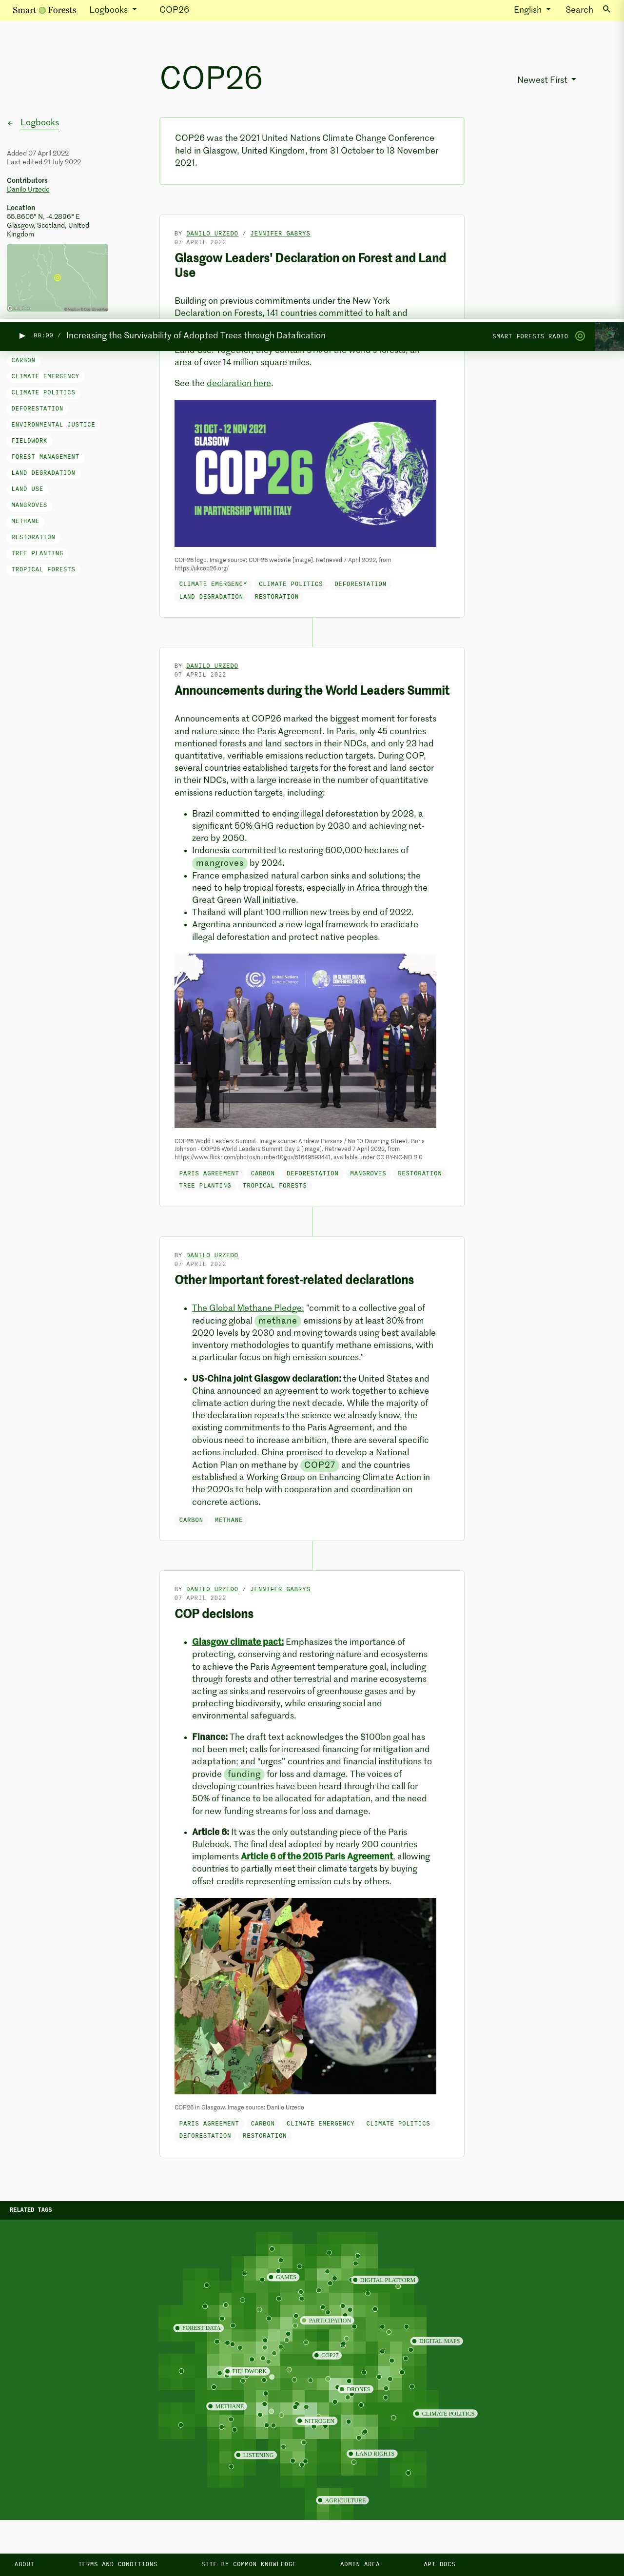 Smart Forests
Logbooks
COP26
English
Search
COP26
Newest First
Logbooks
Added 07 April 2022
Last edited 21 July 2022
Contributors
Danilo Urzedo
Location
55.8605° N, -4.2896° E
Glasgow, Scotland, United
Kingdom
COP26 was the 2021 United Nations Climate Change Conference
held in Glasgow, United Kingdom, from 31 October to 13 November
2021.
BY DANILO URZEDO / JENNIFER GABRYS
07 APRIL 2022
Glasgow Leaders' Declaration on Forest and Land
Use
Building on previous commitments under the New York
Declaration on Forests, 141 countries committed to halt and
00:00 / Increasing the Survivability of Adopted Trees through Datafication
SMART FORESTS RADIO
area of over 14 million square miles.
See the declaration here.
CARBON
CLIMATE EMERGENCY
CLIMATE POLITICS
DEFORESTATION
ENVIRONMENTAL JUSTICE
FIELDWORK
FOREST MANAGEMENT
LAND DEGRADATION
LAND USE
MANGROVES
METHANE
RESTORATION
TREE PLANTING
TROPICAL FORESTS
31 OCT - 12 NOV 2021
GLASGOW
COP26
IN PARTNERSHIP WITH ITALY
COP26 logo. Image source: COP26 website [image]. Retrieved 7 April 2022, from
https://ukcop26.org/
CLIMATE EMERGENCY CLIMATE POLITICS DEFORESTATION
LAND DEGRADATION RESTORATION
BY DANILO URZEDO
07 APRIL 2022
Announcements during the World Leaders Summit
Announcements at COP26 marked the biggest moment for forests
and nature since the Paris Agreement. In Paris, only 45 countries
mentioned forests and land sectors in their NDCs, and only 23 had
quantitative, verifiable emissions reduction targets. During COP,
several countries established targets for the forest and land sector
in their NDCs, with a large increase in the number of quantitative
emissions reduction targets, including:
Brazil committed to ending illegal deforestation by 2028, a
significant 50% GHG reduction by 2030 and achieving net-
zero by 2050.
Indonesia committed to restoring 600,000 hectares of
mangroves by 2024.
France emphasized natural carbon sinks and solutions; the
need to help tropical forests, especially in Africa through the
Great Green Wall initiative.
Thailand will plant 100 million new trees by end of 2022.
Argentina announced a new legal framework to eradicate
illegal deforestation and protect native peoples.
COP26 World Leaders Summit. Image source: Andrew Parsons / No 10 Downing Street. Boris
Johnson - COP26 World Leaders Summit Day 2 [image]. Retrieved 7 April 2022, from
https://www.flickr.com/photos/number10gov/51649593441, available under CC BY-NC-ND 2.0
PARIS AGREEMENT CARBON DEFORESTATION MANGROVES RESTORATION
TREE PLANTING TROPICAL FORESTS
BY DANILO URZEDO
07 APRIL 2022
Other important forest-related declarations
The Global Methane Pledge: "commit to a collective goal of
reducing global methane emissions by at least 30% from
2020 levels by 2030 and moving towards using best available
inventory methodologies to quantify methane emissions, with
a particular focus on high emission sources."
US-China joint Glasgow declaration: the United States and
China announced an agreement to work together to achieve
climate action during the next decade. While the majority of
the declaration repeats the science we already know, the
existing commitments to the Paris Agreement, and the
obvious need to increase ambition, there are several specific
actions included. China promised to develop a National
Action Plan on methane by COP27 and the countries
established a Working Group on Enhancing Climate Action in
the 2020s to help with cooperation and coordination on
concrete actions.
CARBON METHANE
BY DANILO URZEDO / JENNIFER GABRYS
07 APRIL 2022
COP decisions
Glasgow climate pact: Emphasizes the importance of
protecting, conserving and restoring nature and ecosystems
to achieve the Paris Agreement temperature goal, including
through forests and other terrestrial and marine ecosystems
acting as sinks and reservoirs of greenhouse gases and by
protecting biodiversity, while ensuring social and
environmental safeguards.
Finance: The draft text acknowledges the $100bn goal has
not been met; calls for increased financing for mitigation and
adaptation; and "urges" countries and financial institutions to
provide funding for loss and damage. The voices of
developing countries have been heard through the call for
50% of finance to be allocated for adaptation, and the need
for new funding streams for loss and damage.
Article 6: It was the only outstanding piece of the Paris
Rulebook. The final deal adopted by nearly 200 countries
implements Article 6 of the 2015 Paris Agreement, allowing
countries to partially meet their climate targets by buying
offset credits representing emission cuts by others.
COP26 in Glasgow. Image source: Danilo Urzedo
PARIS AGREEMENT CARBON CLIMATE EMERGENCY CLIMATE POLITICS
DEFORESTATION RESTORATION
RELATED TAGS
GAMES
DIGITAL PLATFORM
PARTICIPATION
FOREST DATA
DIGITAL MAPS
COP27
FIELDWORK
DRONES
METHANE
CLIMATE POLITICS
NITROGEN
LISTENING
LAND RIGHTS
AGRICULTURE
ABOUT
TERMS AND CONDITIONS
SITE BY COMMON KNOWLEDGE
ADMIN AREA
API DOCS